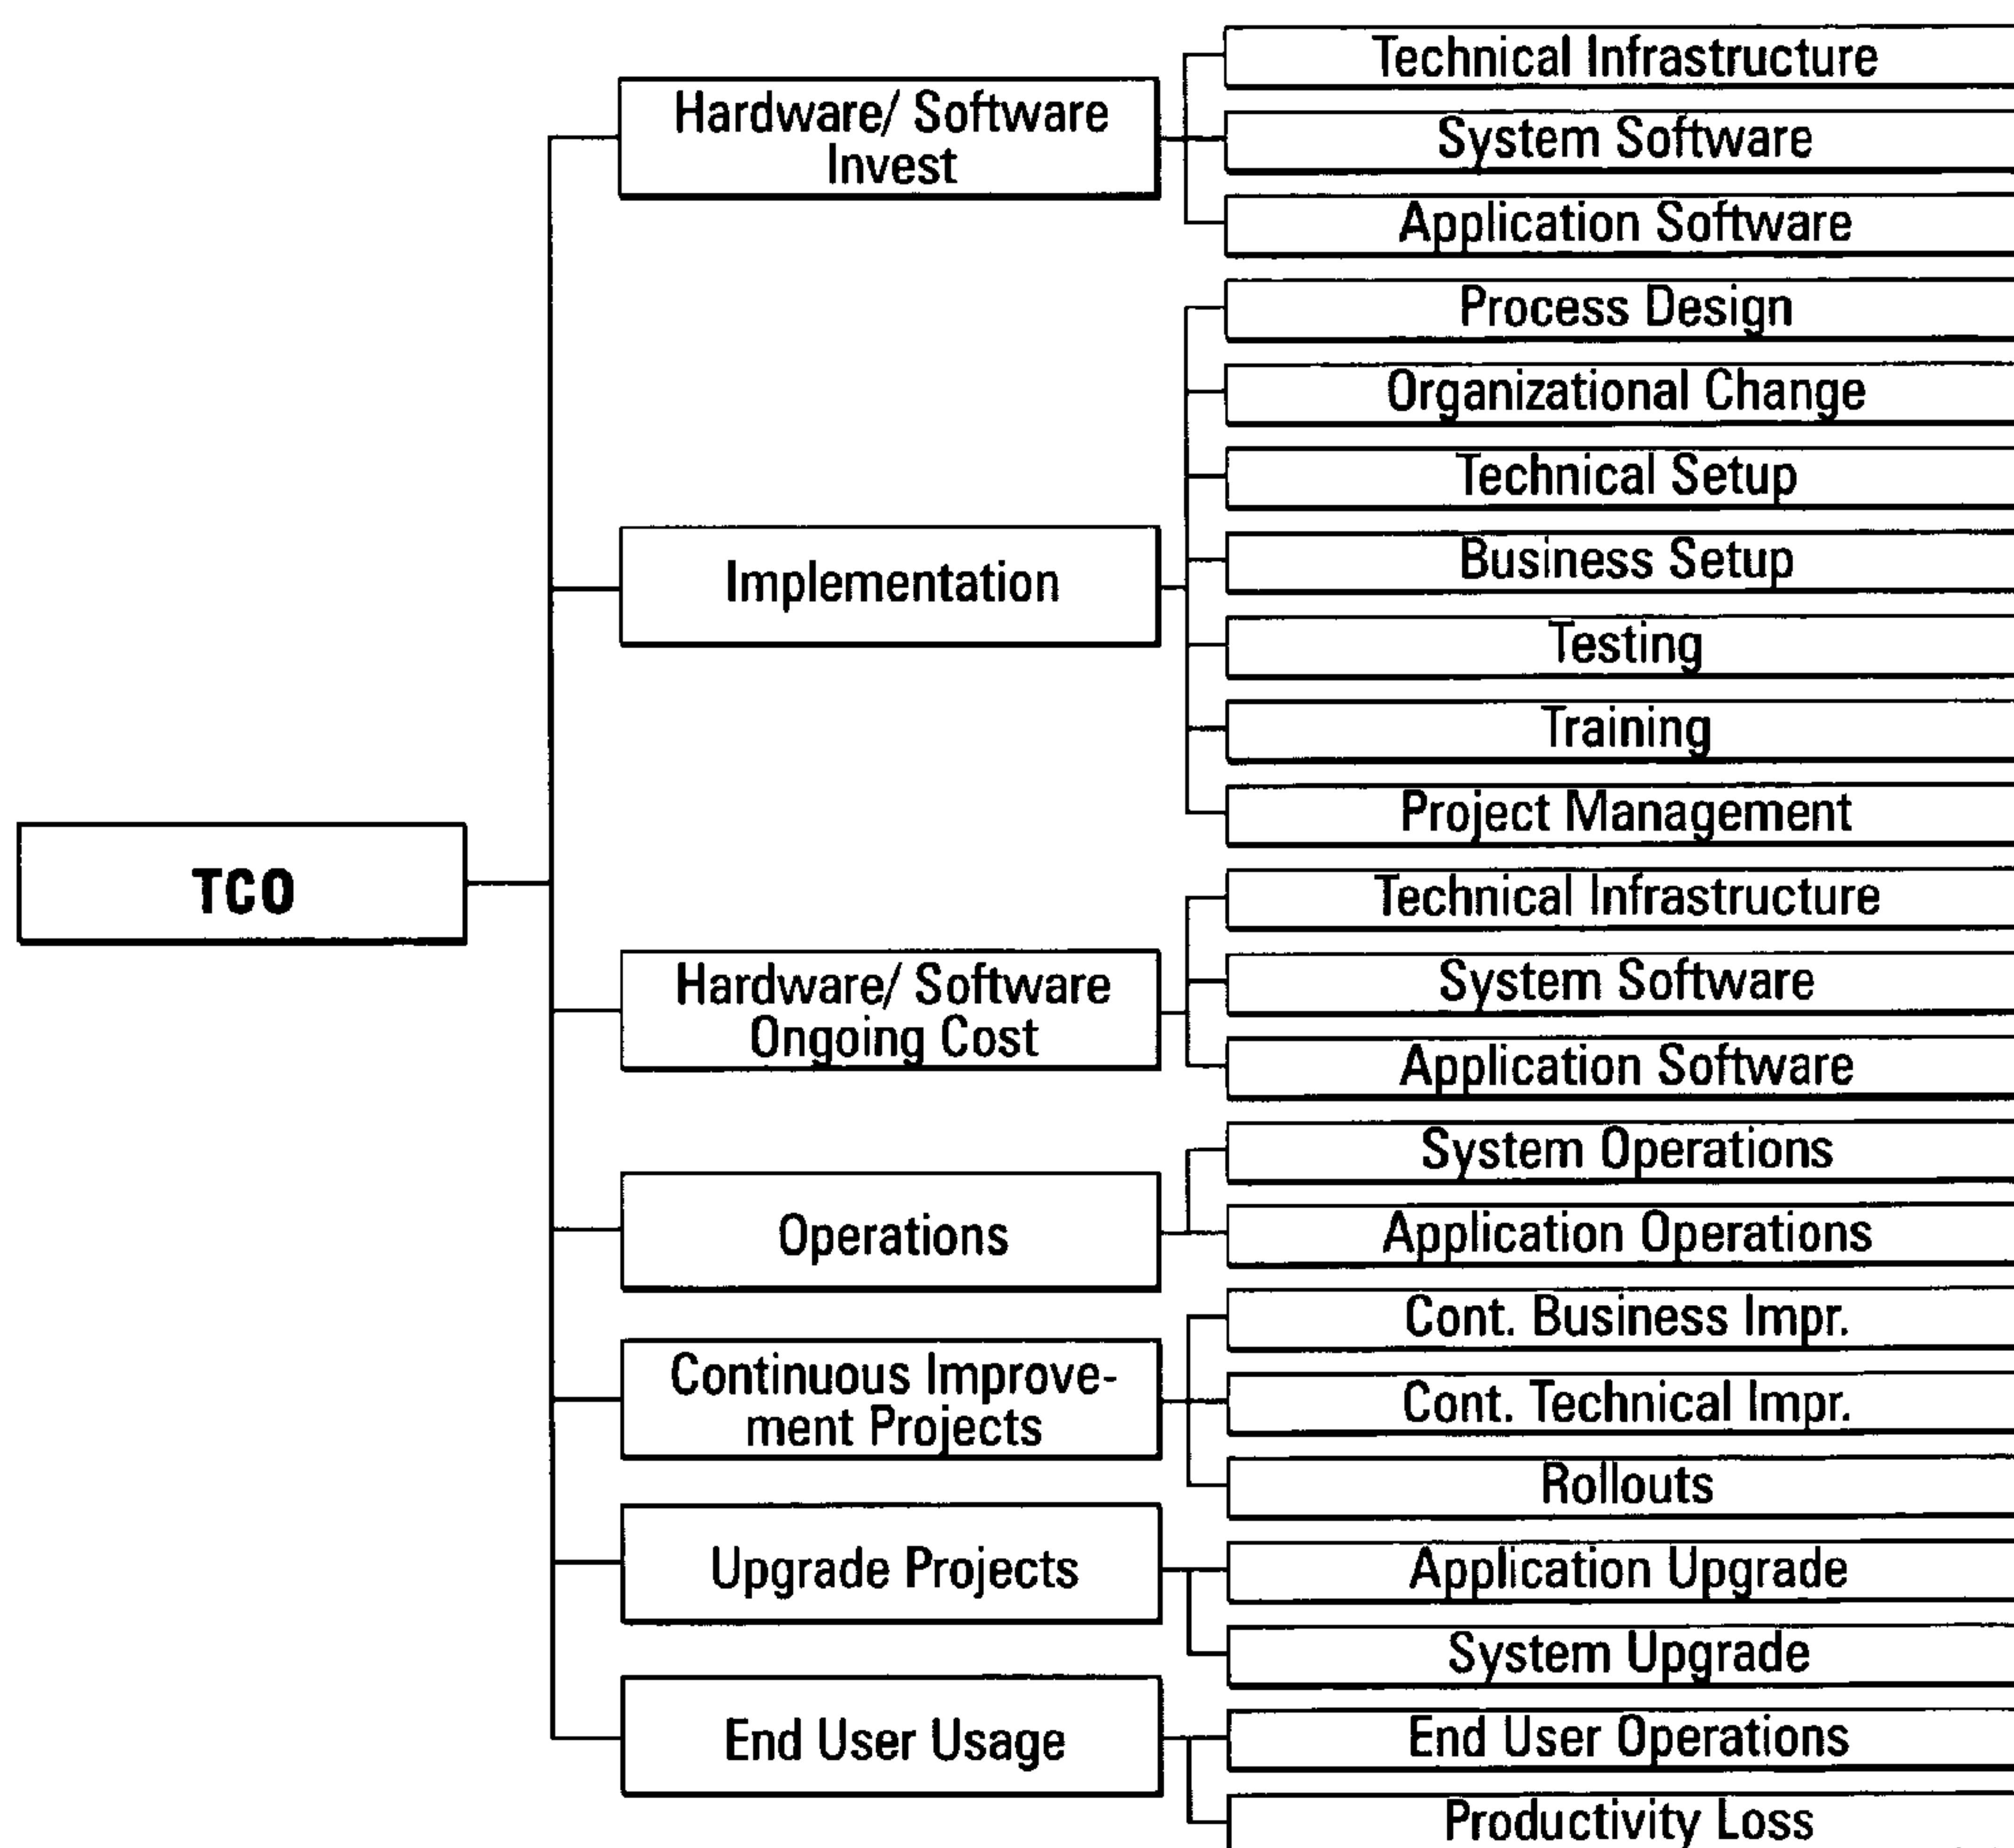 TCO
Hardware/ Software
Invest
Technical Infrastructure
System Software
Application Software
Implementation
Process Design
Organizational Change
Technical Setup
Business Setup
Testing
Training
Project Management
Hardware/ Software
Ongoing Cost
Technical Infrastructure
System Software
Application Software
Operations
System Operations
Application Operations
Continuous Improve-
ment Projects
Cont. Business Impr.
Cont. Technical Impr.
Rollouts
Upgrade Projects
Application Upgrade
System Upgrade
End User Usage
End User Operations
Productivity Loss